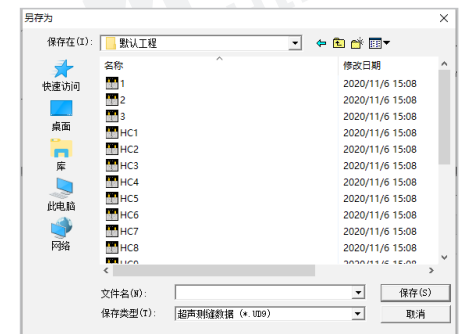 另存为
保存在(I): 默认工程
名称 修改日期
1 2020/11/6 15:08
2 2020/11/6 15:08
3 2020/11/6 15:08
HC1 2020/11/6 15:08
HC2 2020/11/6 15:08
HC3 2020/11/6 15:08
HC4 2020/11/6 15:08
HC5 2020/11/6 15:08
HC6 2020/11/6 15:08
HC7 2020/11/6 15:08
HC8 2020/11/6 15:08
快速访问
桌面
库
此电脑
网络
文件名(N): 保存(S)
保存类型(T): 超声测缝数据 (*.UD9) 取消